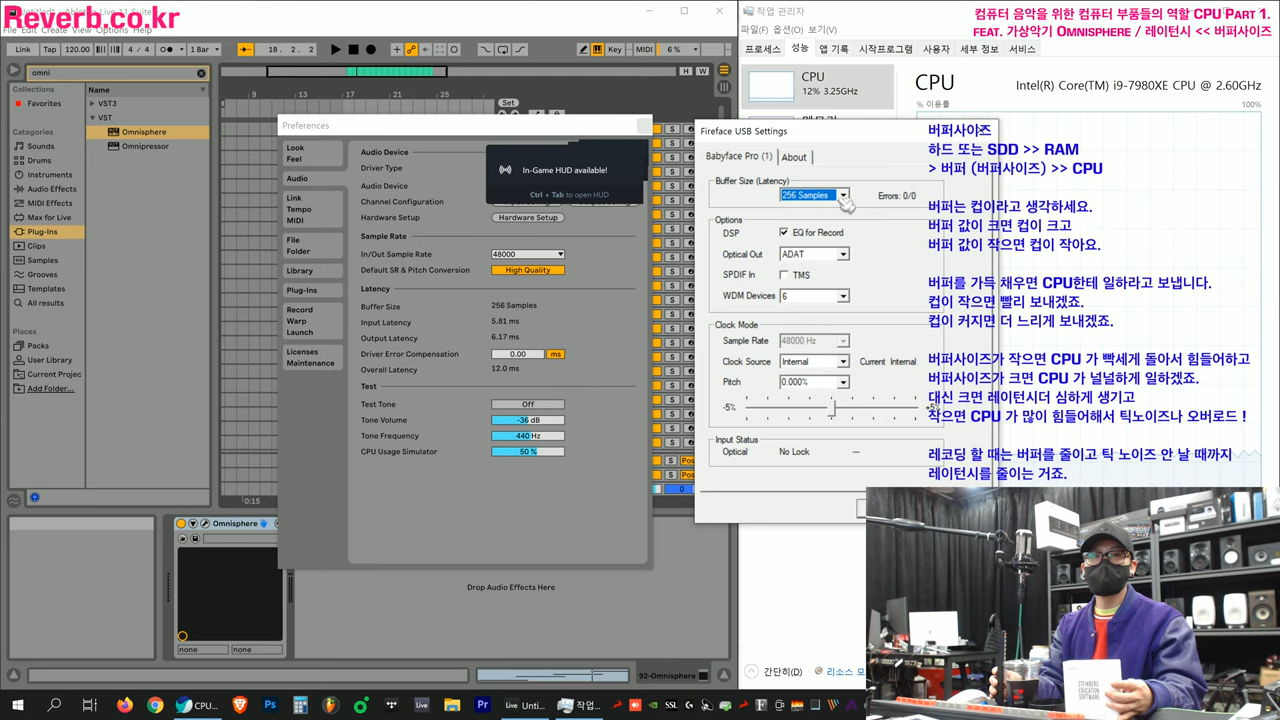 Reverb.co.kr
File Edit Create View Options Help
Link Tap 120.00 4 / 4 1 Bar 18. 2. 2 Key MIDI 6 %
omni
Collections
Favorites
Categories
Sounds
Drums
Instruments
Audio Effects
MIDI Effects
Max for Live
Plug-Ins
Clips
Samples
Grooves
Templates
All results
Places
Packs
User Library
Current Project
Add Folder...
Name
VST3
VST
Omnisphere
Omnipressor
9 13 17 21 25
H W
Set
0:15
Preferences
Look
Feel
Audio
Link
Tempo
MIDI
File
Folder
Library
Plug-Ins
Record
Warp
Launch
Licenses
Maintenance
Audio Device
Driver Type
Audio Device
Channel Configuration
Hardware Setup Hardware Setup
Sample Rate
In/Out Sample Rate 48000
Default SR & Pitch Conversion High Quality
Latency
Buffer Size 256 Samples
Input Latency 5.81 ms
Output Latency 6.17 ms
Driver Error Compensation 0.00 ms
Overall Latency 12.0 ms
Test
Test Tone Off
Tone Volume -36 dB
Tone Frequency 440 Hz
CPU Usage Simulator 50 %
In-Game HUD available!
Ctrl + Tab to open HUD
Omnisphere
none none
Drop Audio Effects Here
92-Omnisphere
작업 관리자
파일(F) 옵션(O) 보기(V)
프로세스 성능 앱 기록 시작프로그램 사용자 세부 정보 서비스
CPU
12% 3.25GHz
CPU Intel(R) Core(TM) i9-7980XE CPU @ 2.60GHz
% 이용률 100%
간단히(D)
컴퓨터 음악을 위한 컴퓨터 부품들의 역할 CPU Part 1.
feat. 가상악기 Omnisphere / 레이턴시 << 버퍼사이즈
Fireface USB Settings
Babyface Pro (1) About
Buffer Size (Latency)
256 Samples Errors: 0/0
Options
DSP EQ for Record
Optical Out ADAT
SPDIF In TMS
WDM Devices 6
Clock Mode
Sample Rate 48000 Hz
Clock Source Internal Current Internal
Pitch 0.000%
-5% +5%
Input Status
Optical No Lock ---
버퍼사이즈
하드 또는 SDD >> RAM
> 버퍼 (버퍼사이즈) >> CPU
버퍼는 컵이라고 생각하세요.
버퍼 값이 크면 컵이 크고
버퍼 값이 작으면 컵이 작아요.
버퍼를 가득 채우면 CPU한테 일하라고 보냅니다.
컵이 작으면 빨리 보내겠죠.
컵이 커지면 더 느리게 보내겠죠.
버퍼사이즈가 작으면 CPU 가 빡세게 돌아서 힘들어하고
버퍼사이즈가 크면 CPU 가 널널하게 일하겠죠.
대신 크면 레이턴시더 심하게 생기고
작으면 CPU 가 많이 힘들어해서 틱노이즈나 오버로드 !
레코딩 할 때는 버퍼를 줄이고 틱 노이즈 안 날 때까지
레이턴시를 줄이는 거죠.
STEINBERG
EDUCATION
SOFTWARE